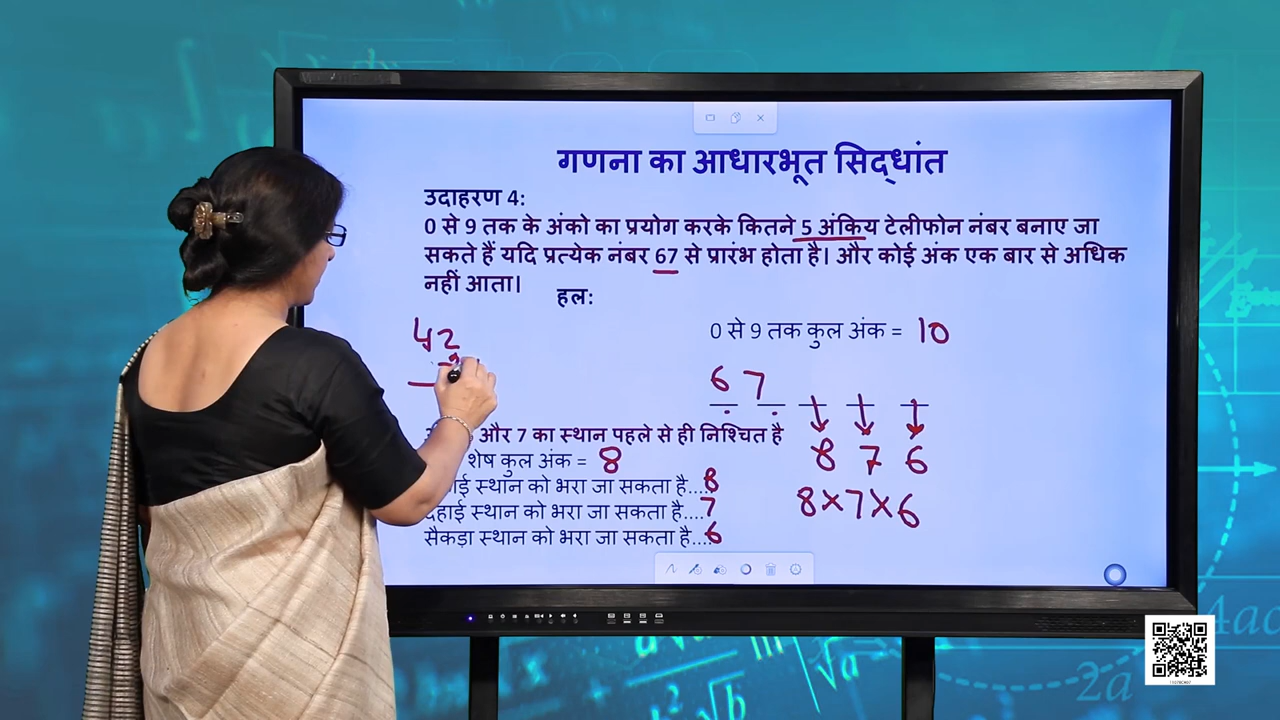 गणना का आधारभूत सिद्धांत
उदाहरण 4:
0 से 9 तक के अंको का प्रयोग करके कितने 5 अंकिय टेलीफोन नंबर बनाए जा
सकते हैं यदि प्रत्येक नंबर 67 से प्रारंभ होता है। और कोई अंक एक बार से अधिक
नहीं आता।
हल:
0 से 9 तक कुल अंक = 10
42
6 7
8 7 6
और 7 का स्थान पहले से ही निश्चित है
शेष कुल अंक = 8
स्थान को भरा जा सकता है....8
दहाई स्थान को भरा जा सकता है....7
सैकड़ा स्थान को भरा जा सकता है....6
8×7×6
4ac
2a